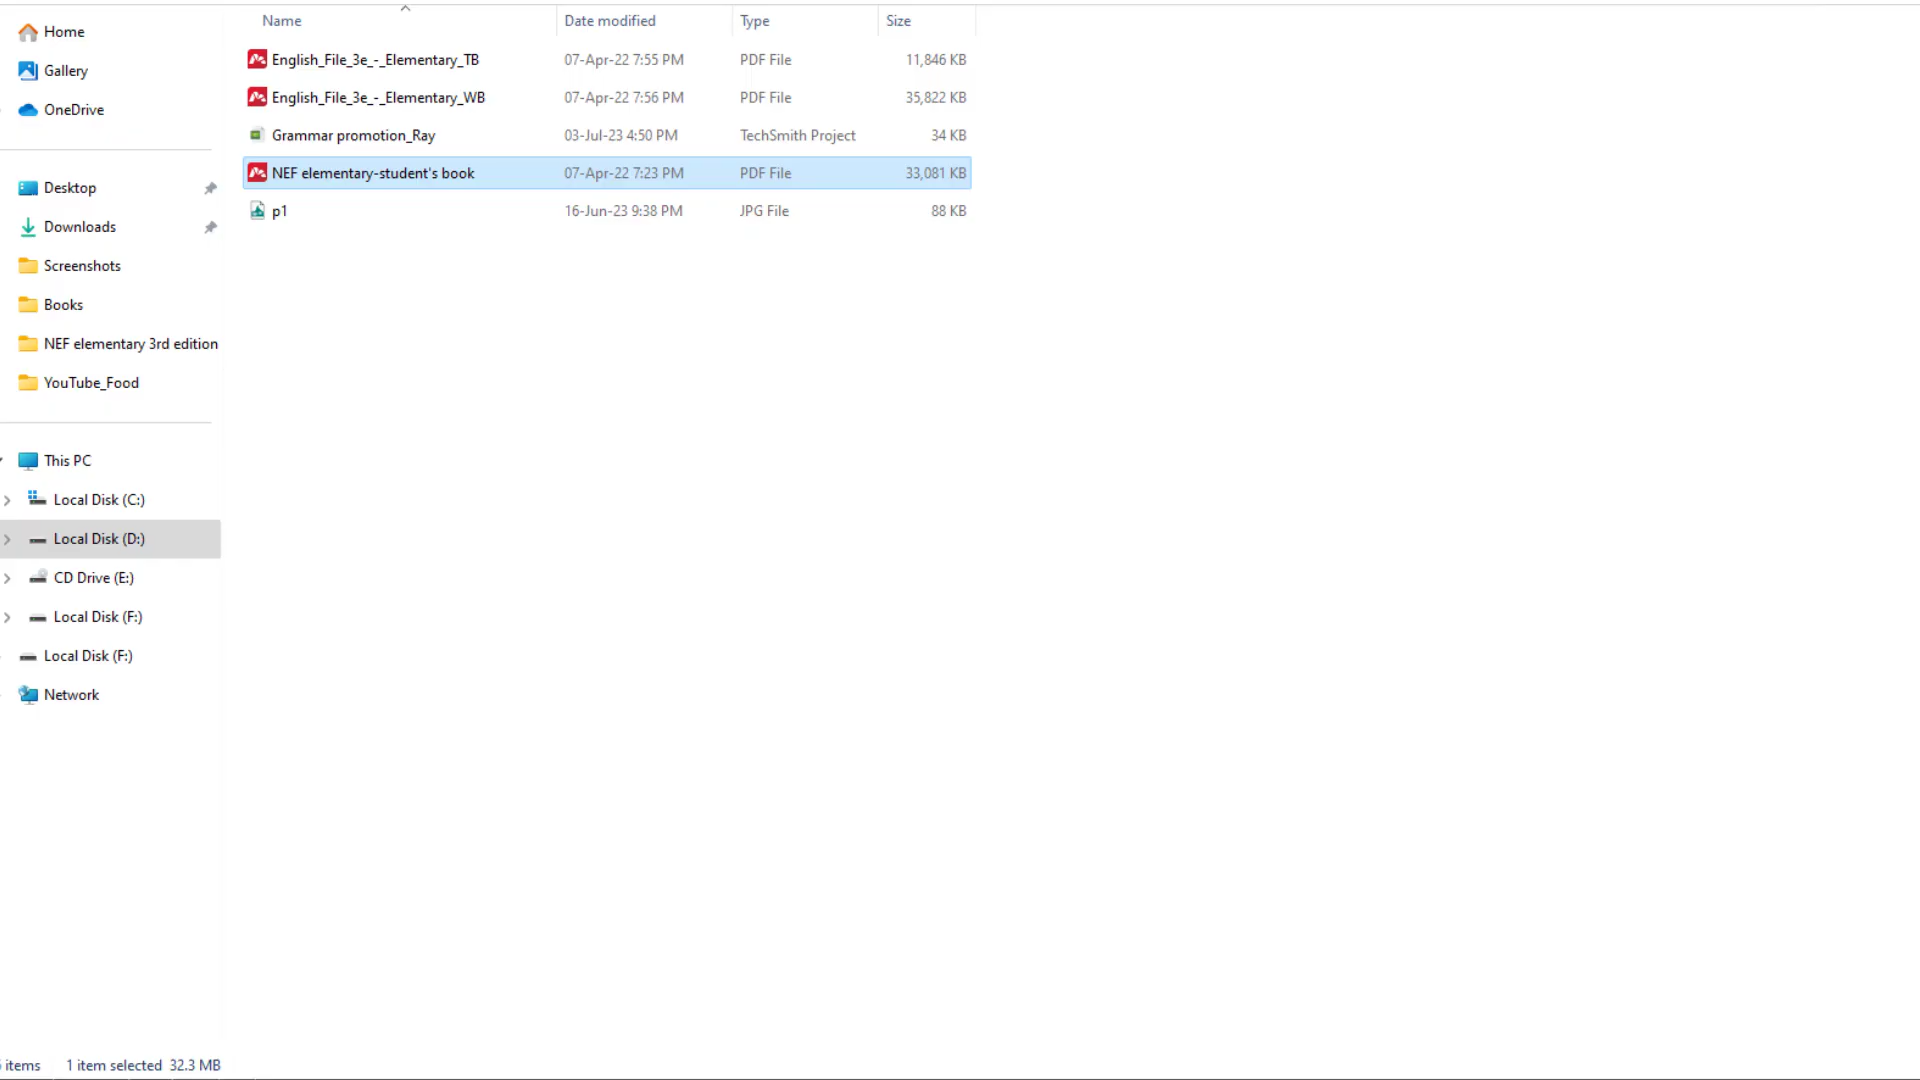 Name Date modified Type Size
Home
Gallery
OneDrive
Desktop
Downloads
Screenshots
Books
NEF elementary 3rd edition
YouTube_Food
This PC
Local Disk (C:)
Local Disk (D:)
CD Drive (E:)
Local Disk (F:)
Local Disk (F:)
Network
English_File_3e_-_Elementary_TB 07-Apr-22 7:55 PM PDF File 11,846 KB
English_File_3e_-_Elementary_WB 07-Apr-22 7:56 PM PDF File 35,822 KB
Grammar promotion_Ray 03-Jul-23 4:50 PM TechSmith Project 34 KB
NEF elementary-student's book 07-Apr-22 7:23 PM PDF File 33,081 KB
p1 16-Jun-23 9:38 PM JPG File 88 KB
items 1 item selected 32.3 MB